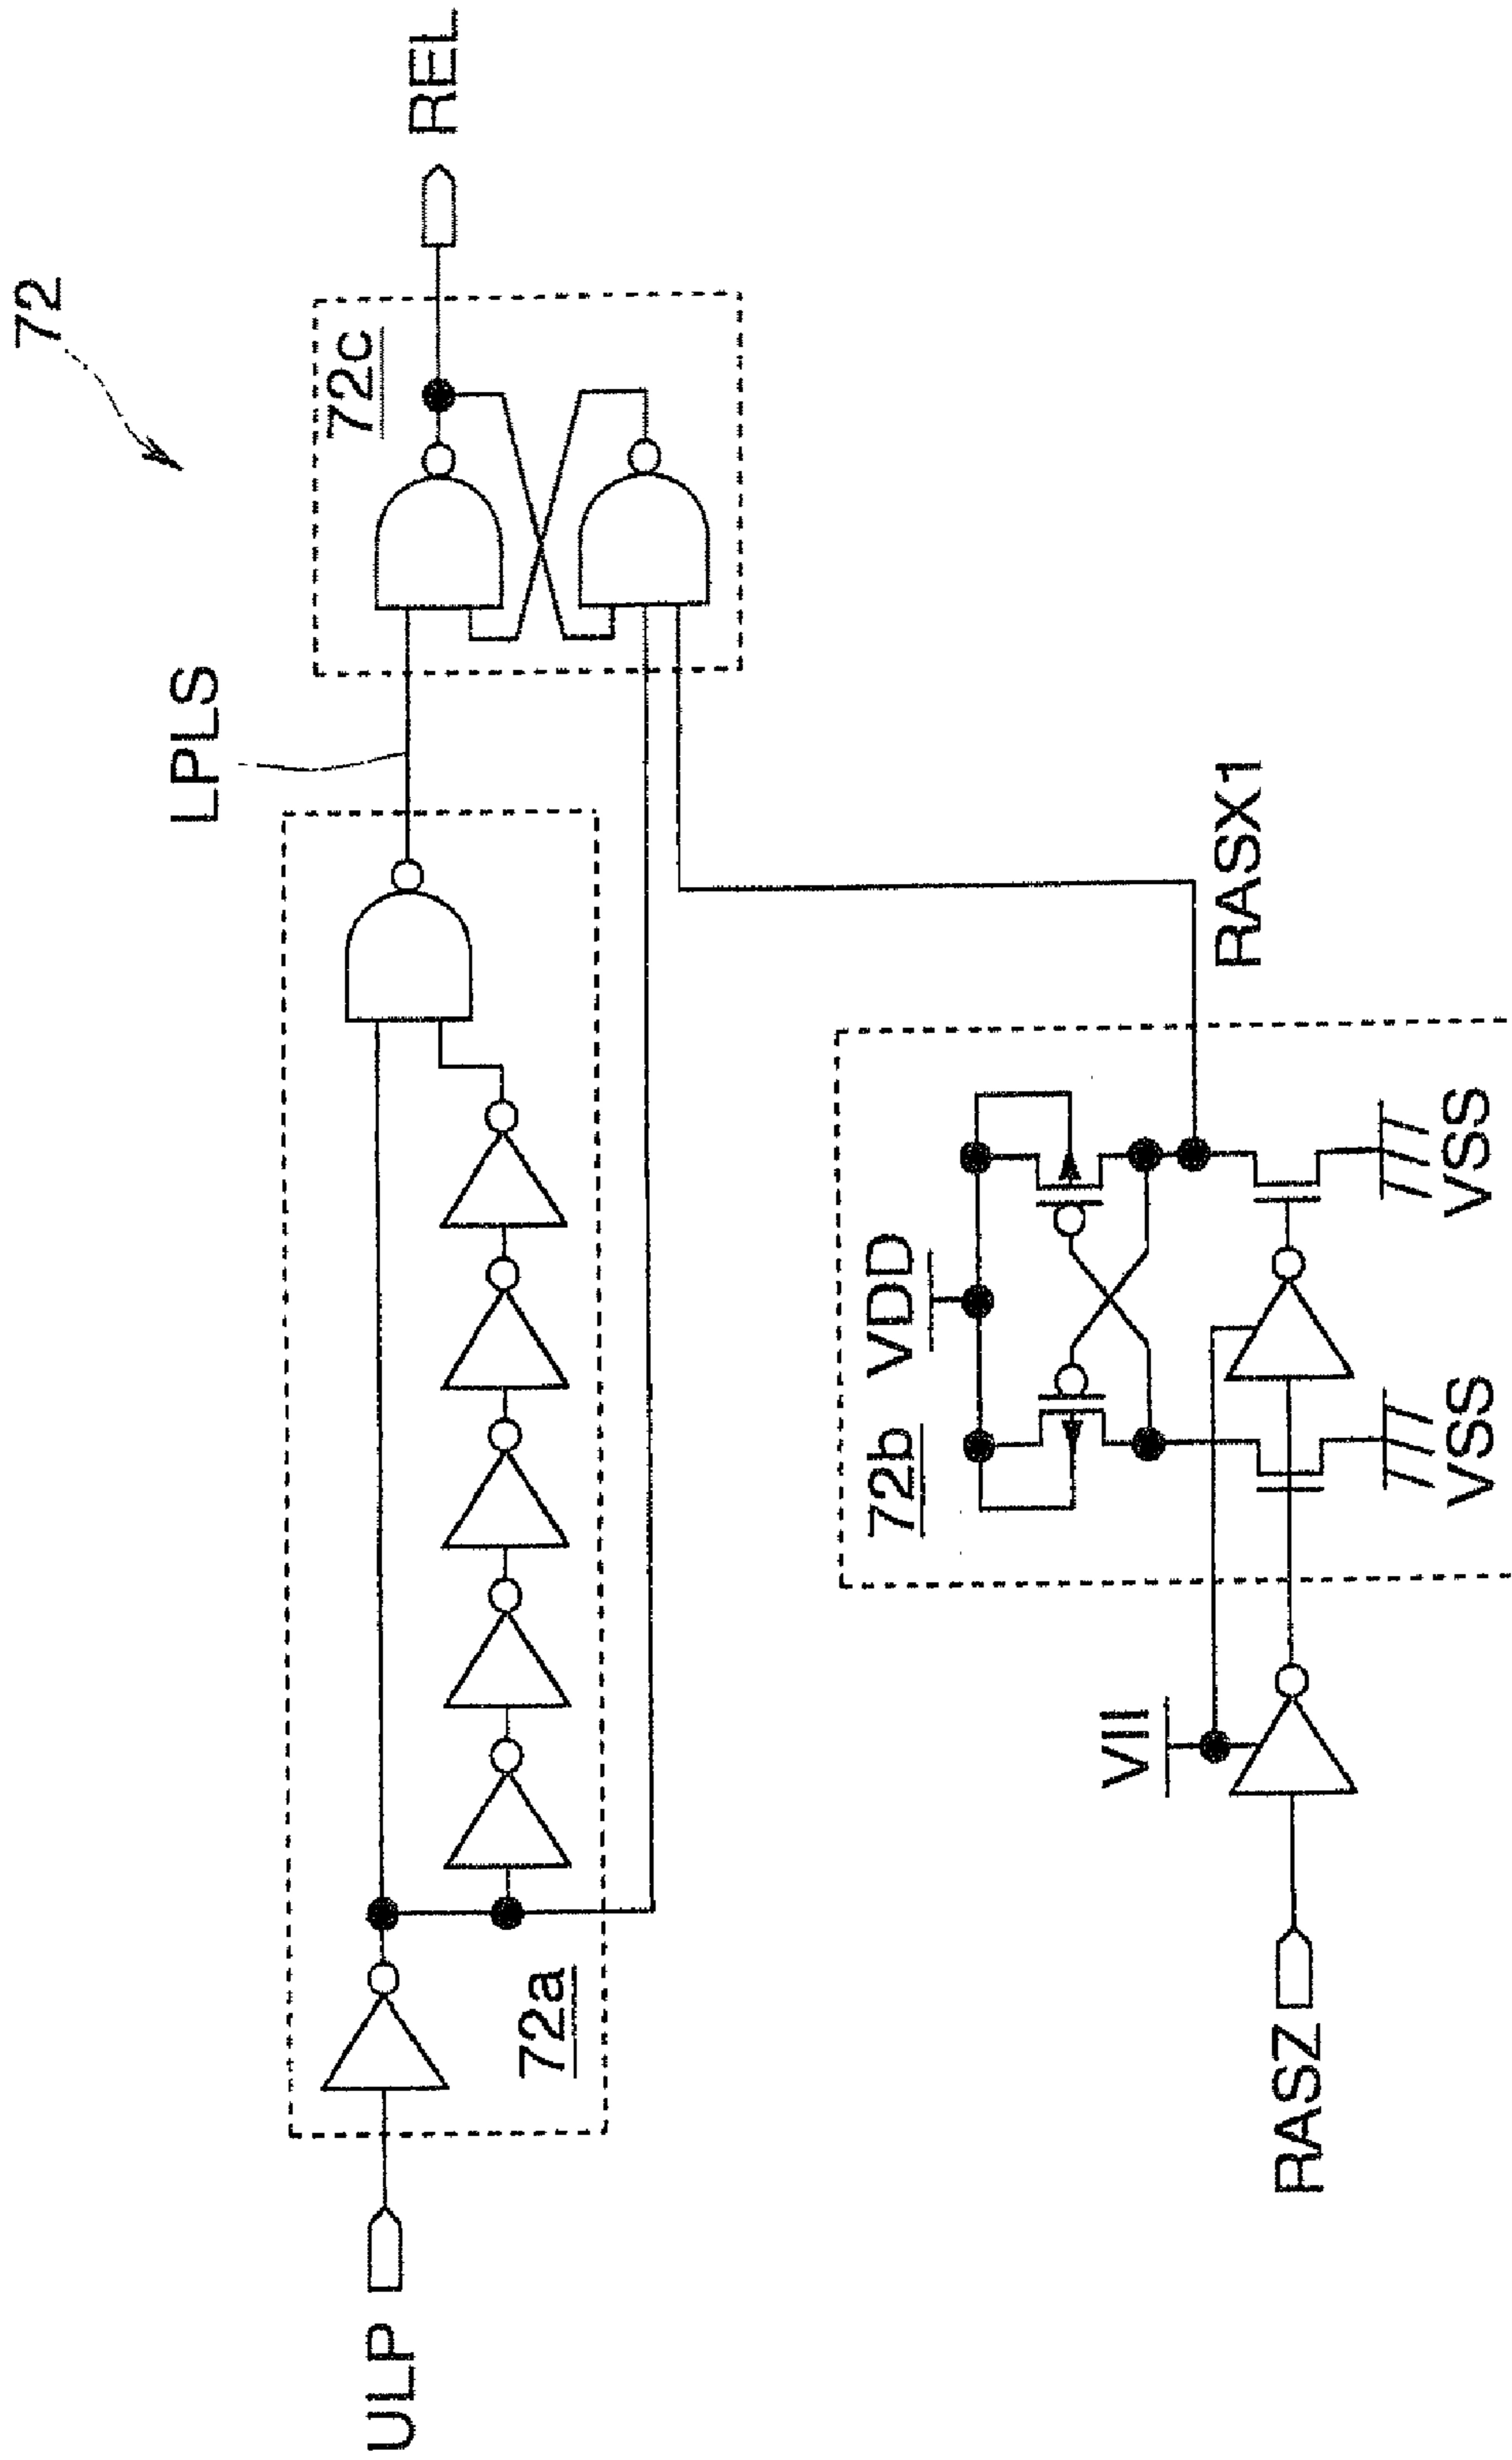 72
ULP
72a
LPLS
72c
REL
RASZ
VII
72b
VDD
VSS
VSS
RASX1